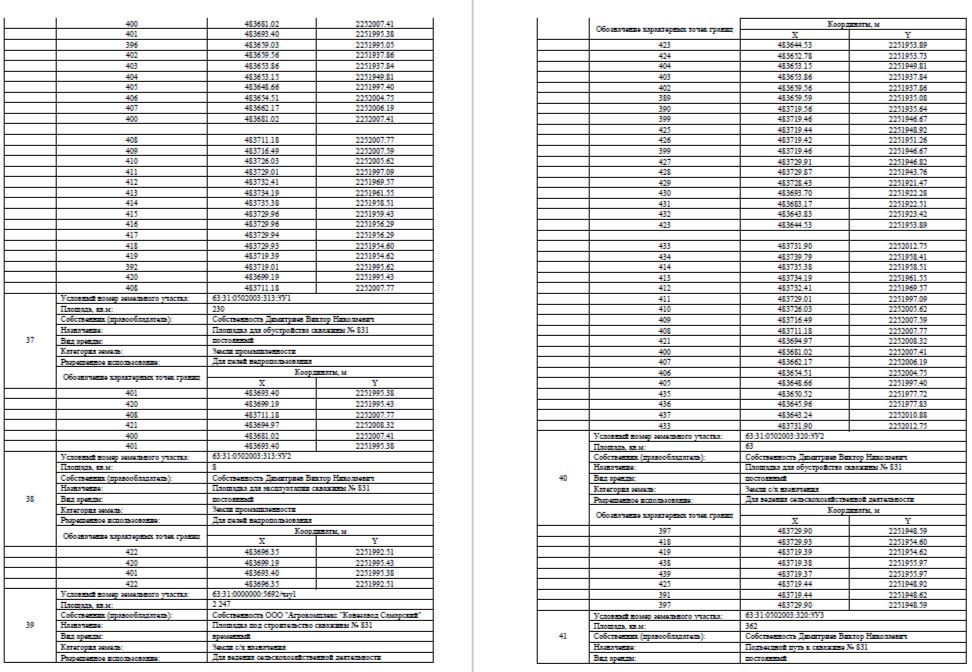 400 483681.02 2252007.41
401 483693.40 2251995.38
396 483659.03 2251995.05
402 483659.56 2251937.86
403 483653.86 2251937.84
404 483653.15 2251949.81
405 483648.66 2251997.40
406 483654.51 2252004.75
407 483662.17 2252006.19
400 483681.02 2252007.41
408 483711.18 2252007.77
409 483716.49 2252007.59
410 483726.03 2252005.62
411 483729.01 2251997.09
412 483732.41 2251969.57
413 483734.19 2251961.55
414 483735.38 2251958.51
415 483729.96 2251959.43
416 483729.96 2251956.29
417 483729.94 2251956.29
418 483729.93 2251954.60
419 483719.39 2251954.62
392 483719.01 2251995.62
420 483699.19 2251995.43
408 483711.18 2252007.77
37
Условный номер земельного участка: 63:31:0502003:313:ЗУ1
Площадь, кв.м: 230
Собственник (правообладатель): Собственность Димитриев Виктор Николаевич
Назначение: Площадка для обустройства скважины № 831
Вид аренды: постоянный
Категория земель: Земли промышленности
Разрешенное использование: Для целей недропользования
Обозначение характерных точек границ Координаты, м
X Y
401 483693.40 2251995.38
420 483699.19 2251995.43
408 483711.18 2252007.77
421 483694.97 2252008.32
400 483681.02 2252007.41
401 483693.40 2251995.38
38
Условный номер земельного участка: 63:31:0502003:313:ЗУ2
Площадь, кв.м: 8
Собственник (правообладатель): Собственность Димитриев Виктор Николаевич
Назначение: Площадка для эксплуатации скважины № 831
Вид аренды: постоянный
Категория земель: Земли промышленности
Разрешенное использование: Для целей недропользования
Обозначение характерных точек границ Координаты, м
X Y
422 483696.35 2251992.51
420 483699.19 2251995.43
401 483693.40 2251995.38
422 483696.35 2251992.51
39
Условный номер земельного участка: 63:31:0000000:5692/чзу1
Площадь, кв.м: 2 247
Собственник (правообладатель): Собственность ООО "Агрокомплекс "Конезавод Самарский"
Назначение: Площадка под строительство скважины № 831
Вид аренды: временный
Категория земель: Земли с/х назначения
Разрешенное использование: Для ведения сельскохозяйственной деятельности
Обозначение характерных точек границ Координаты, м
X Y
423 483644.53 2251953.89
424 483652.78 2251953.73
404 483653.15 2251949.81
403 483653.86 2251937.84
402 483659.56 2251937.86
389 483659.59 2251935.08
390 483719.56 2251935.64
399 483719.46 2251946.67
425 483719.44 2251948.92
426 483719.42 2251951.26
399 483719.46 2251946.67
427 483729.91 2251946.82
428 483729.87 2251943.76
429 483728.43 2251921.47
430 483693.70 2251922.28
431 483683.17 2251922.51
432 483643.83 2251923.42
423 483644.53 2251953.89
433 483731.90 2252012.75
434 483739.79 2251958.41
414 483735.38 2251958.51
413 483734.19 2251961.55
412 483732.41 2251969.57
411 483729.01 2251997.09
410 483726.03 2252005.62
409 483716.49 2252007.59
408 483711.18 2252007.77
421 483694.97 2252008.32
400 483681.02 2252007.41
407 483662.17 2252006.19
406 483654.51 2252004.75
405 483648.66 2251997.40
435 483650.52 2251977.72
436 483645.96 2251977.83
437 483643.24 2252010.88
433 483731.90 2252012.75
40
Условный номер земельного участка: 63:31:0502003:320:ЗУ2
Площадь, кв.м: 63
Собственник (правообладатель): Собственность Димитриев Виктор Николаевич
Назначение: Площадка для обустройства скважины № 831
Вид аренды: постоянный
Категория земель: Земли с/х назначения
Разрешенное использование: Для ведения сельскохозяйственной деятельности
Обозначение характерных точек границ Координаты, м
X Y
397 483729.90 2251948.59
418 483729.93 2251954.60
419 483719.39 2251954.62
438 483719.38 2251955.97
439 483719.37 2251955.97
425 483719.44 2251948.92
391 483719.44 2251948.62
397 483729.90 2251948.59
41
Условный номер земельного участка: 63:31:0502003:320:ЗУ3
Площадь, кв.м: 362
Собственник (правообладатель): Собственность Димитриев Виктор Николаевич
Назначение: Подъездной путь к скважине № 831
Вид аренды: постоянный